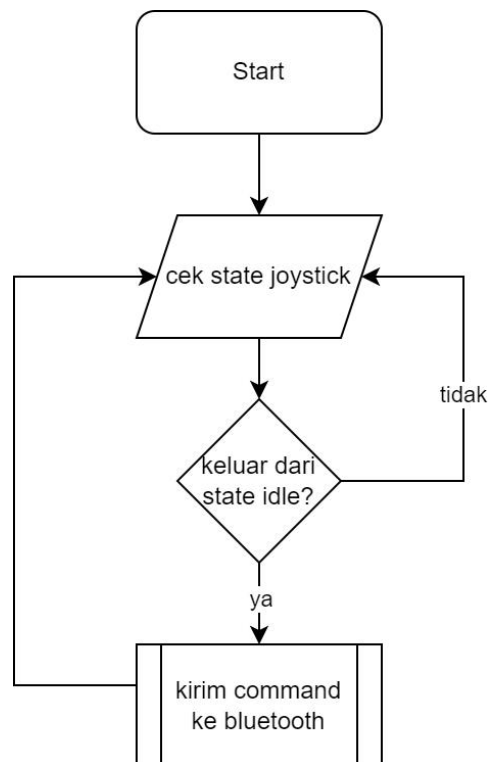 Start
cek state joystick
tidak
keluar dari
state idle?
ya
kirim command
ke bluetooth